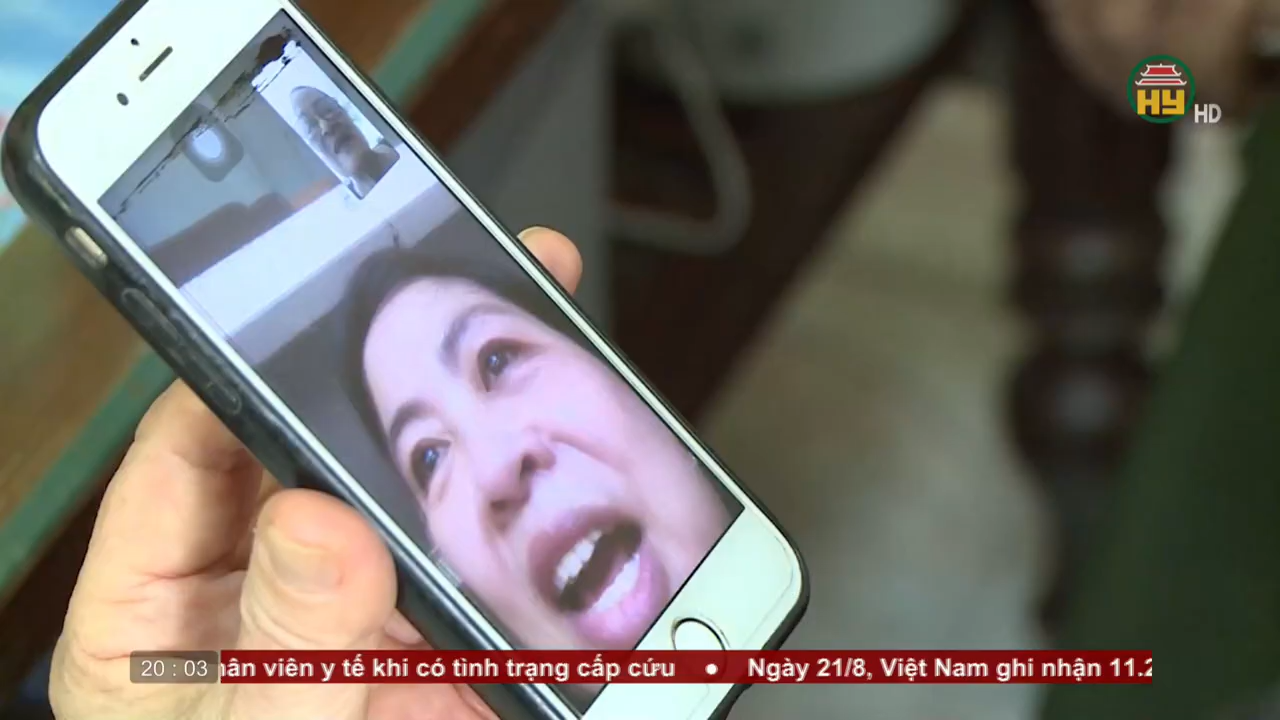 HY
HD
20 : 03
viên y tế khi có tình trạng cấp cứu • Ngày 21/8, Việt Nam ghi nhận 11.2